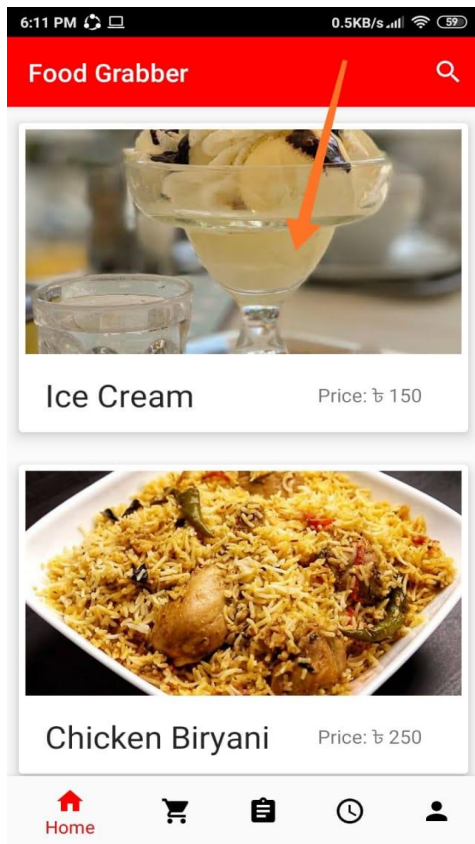 6:11 PM 0.5KB/s 59
Food Grabber
Ice Cream Price: ৳ 150
Chicken Biryani Price: ৳ 250
Home